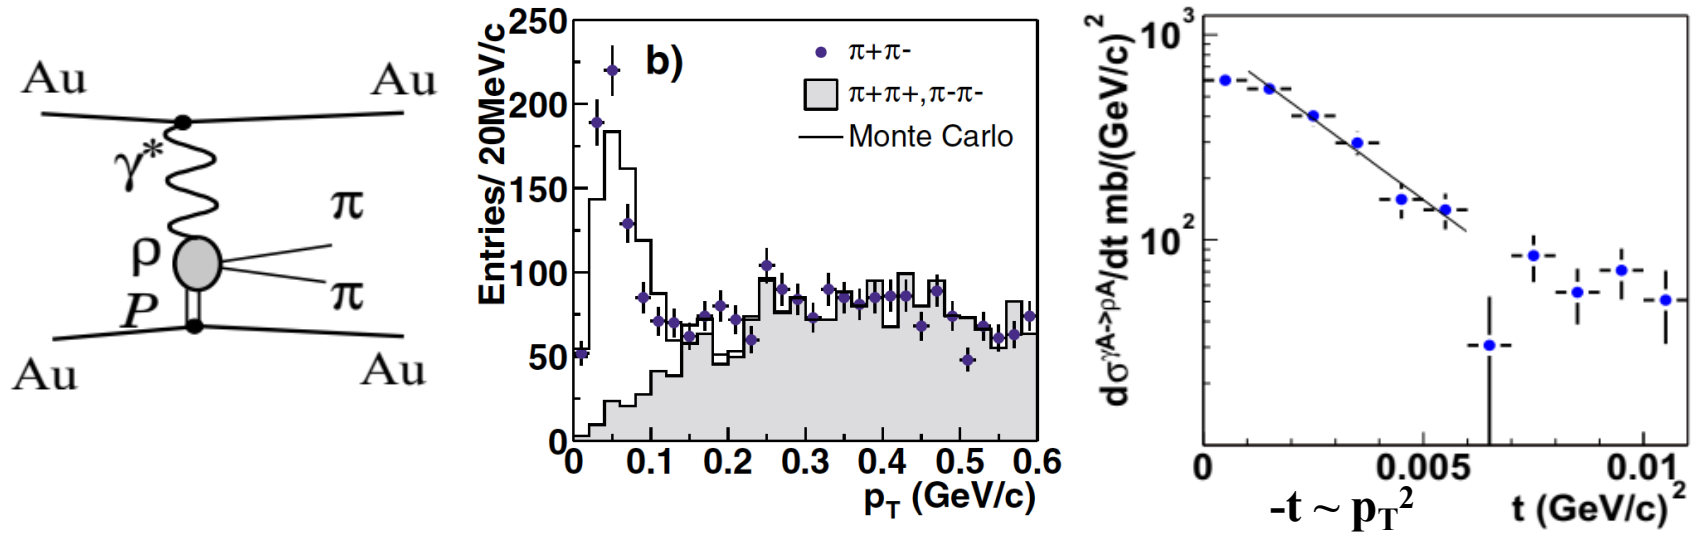 Au
Au
γ*
π
ρ
π
P
Au
Au
Entries/ 20MeV/c
250
200
150
100
50
0
b)
π+π-
π+π+,π-π-
Monte Carlo
0 0.1 0.2 0.3 0.4 0.5 0.6
pT (GeV/c)
dσ^γA->ρA/dt mb/(GeV/c)²
10³
10²
0 0.005 0.01
-t ~ pT² t (GeV/c)²